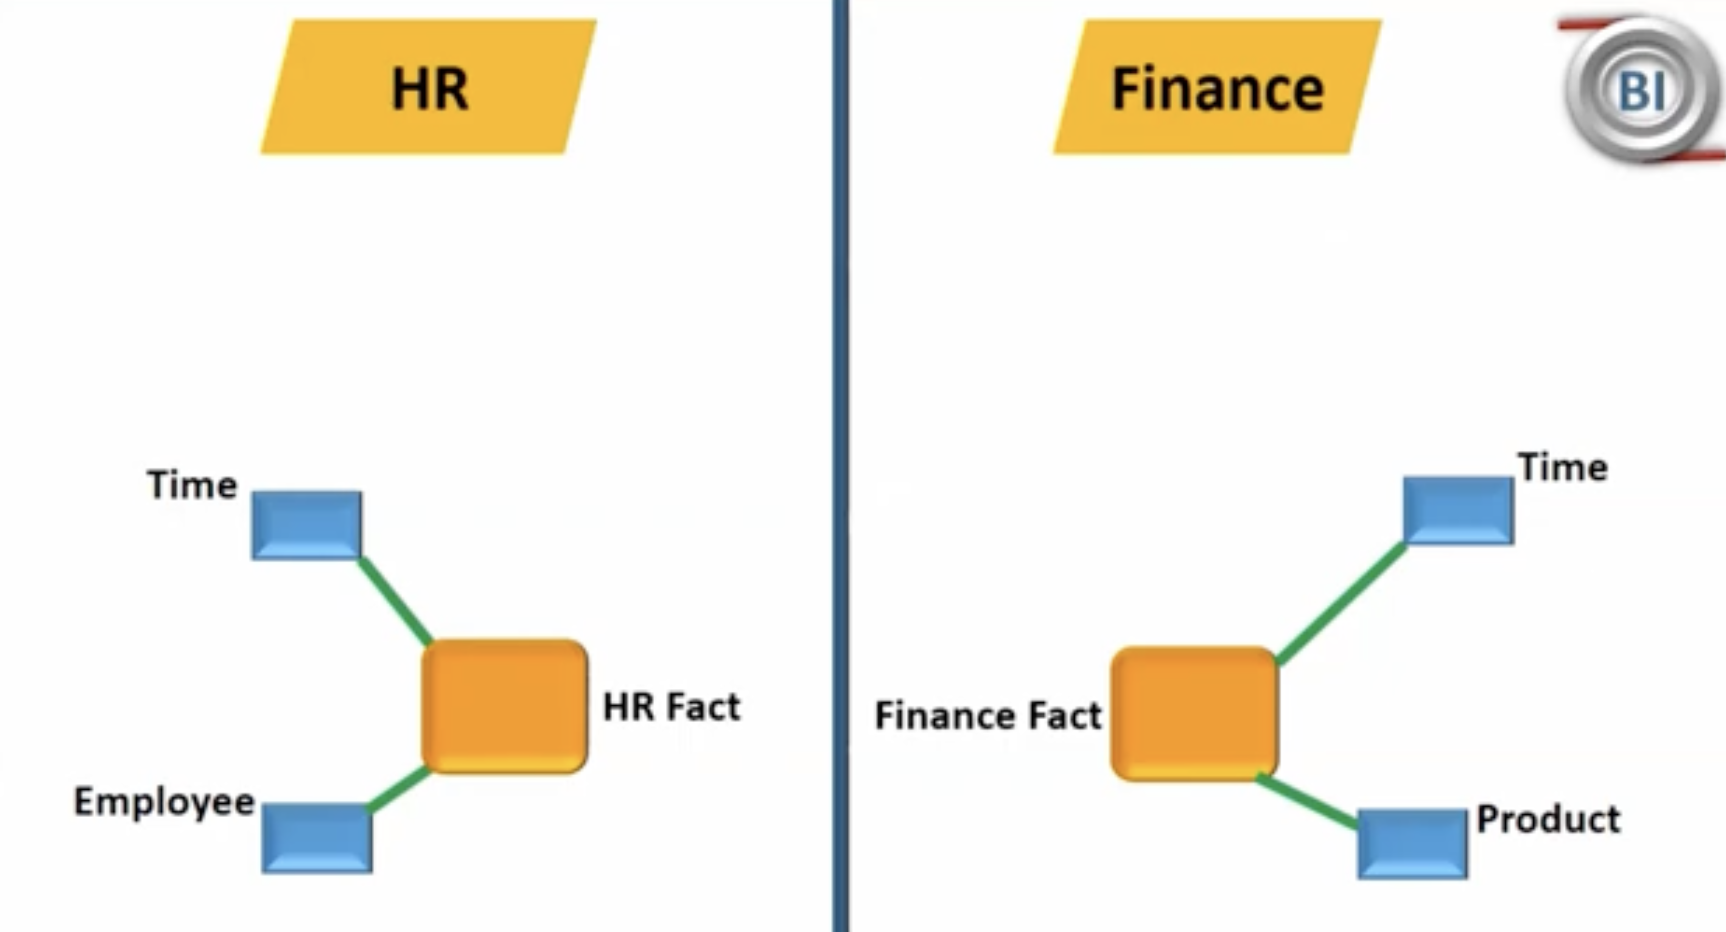 HR
Finance
BI
Time
Employee
HR Fact
Finance Fact
Time
Product